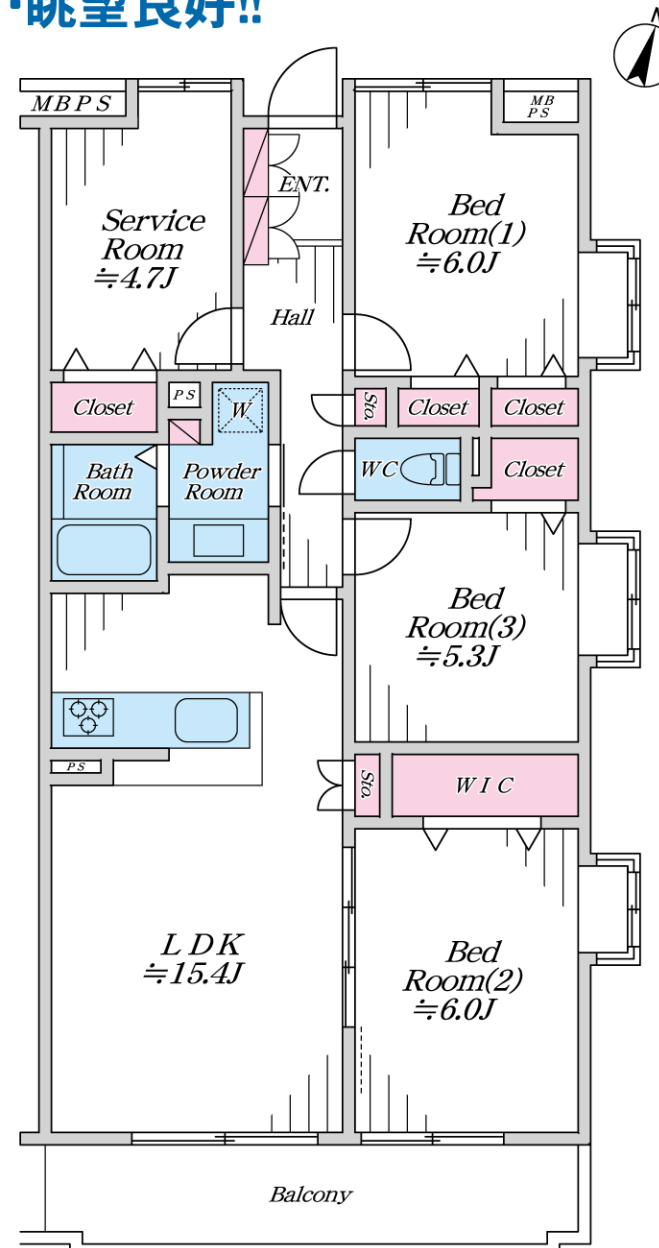 ・眺望良好!!
N
MBPS
MB
PS
ENT.
Service
Room
≒4.7J
Bed
Room(1)
≒6.0J
Hall
Closet
PS
W
Sto.
Closet
Closet
Bath
Room
Powder
Room
WC
Closet
Bed
Room(3)
≒5.3J
PS
Sto.
WIC
LDK
≒15.4J
Bed
Room(2)
≒6.0J
Balcony